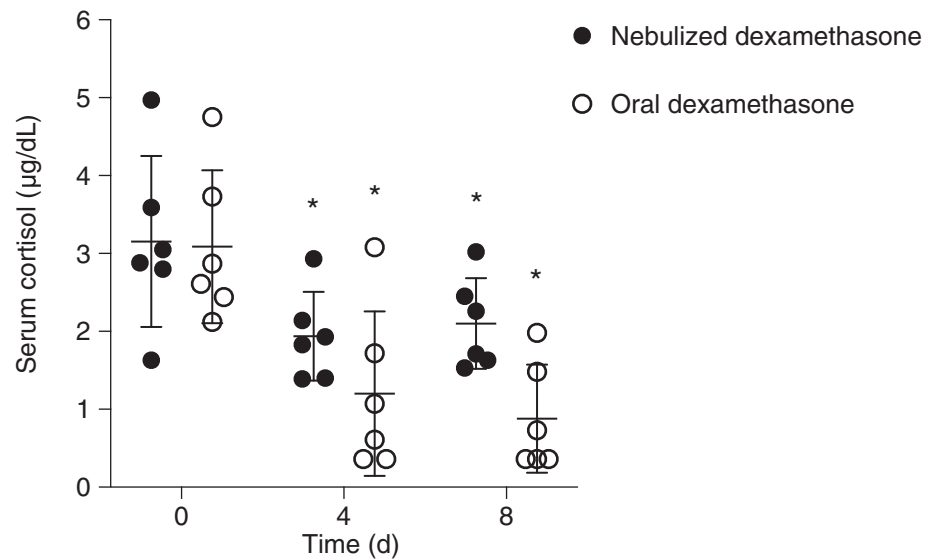 Nebulized dexamethasone
Oral dexamethasone
Serum cortisol (µg/dL)
6
5
4
3
2
1
0
* * * *
0 4 8
Time (d)